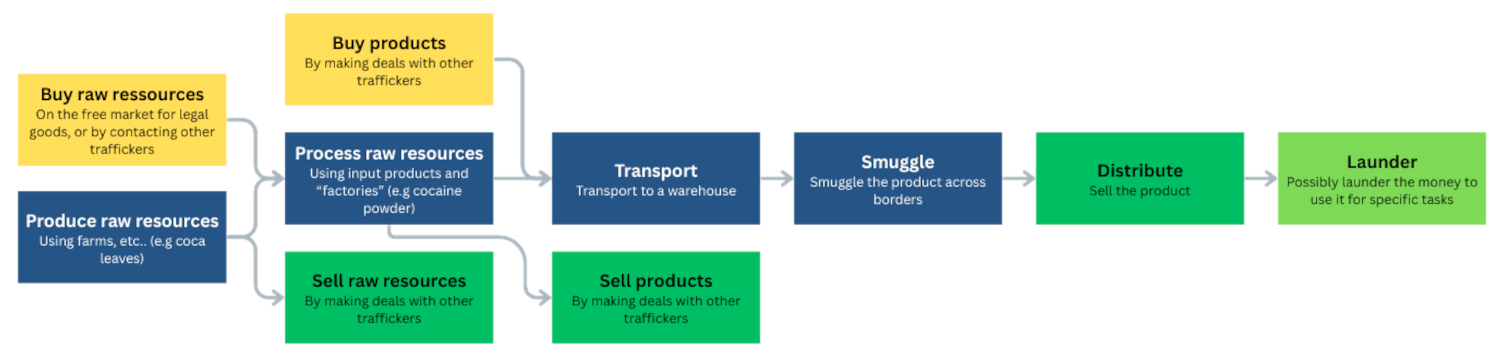 Buy raw ressources
On the free market for legal
goods, or by contacting other
traffickers
Produce raw resources
Using farms, etc.. (e.g coca
leaves)
Buy products
By making deals with other
traffickers
Process raw resources
Using input products and
“factories” (e.g cocaine
powder)
Sell raw resources
By making deals with other
traffickers
Transport
Transport to a warehouse
Sell products
By making deals with other
traffickers
Smuggle
Smuggle the product across
borders
Distribute
Sell the product
Launder
Possibly launder the money to
use it for specific tasks